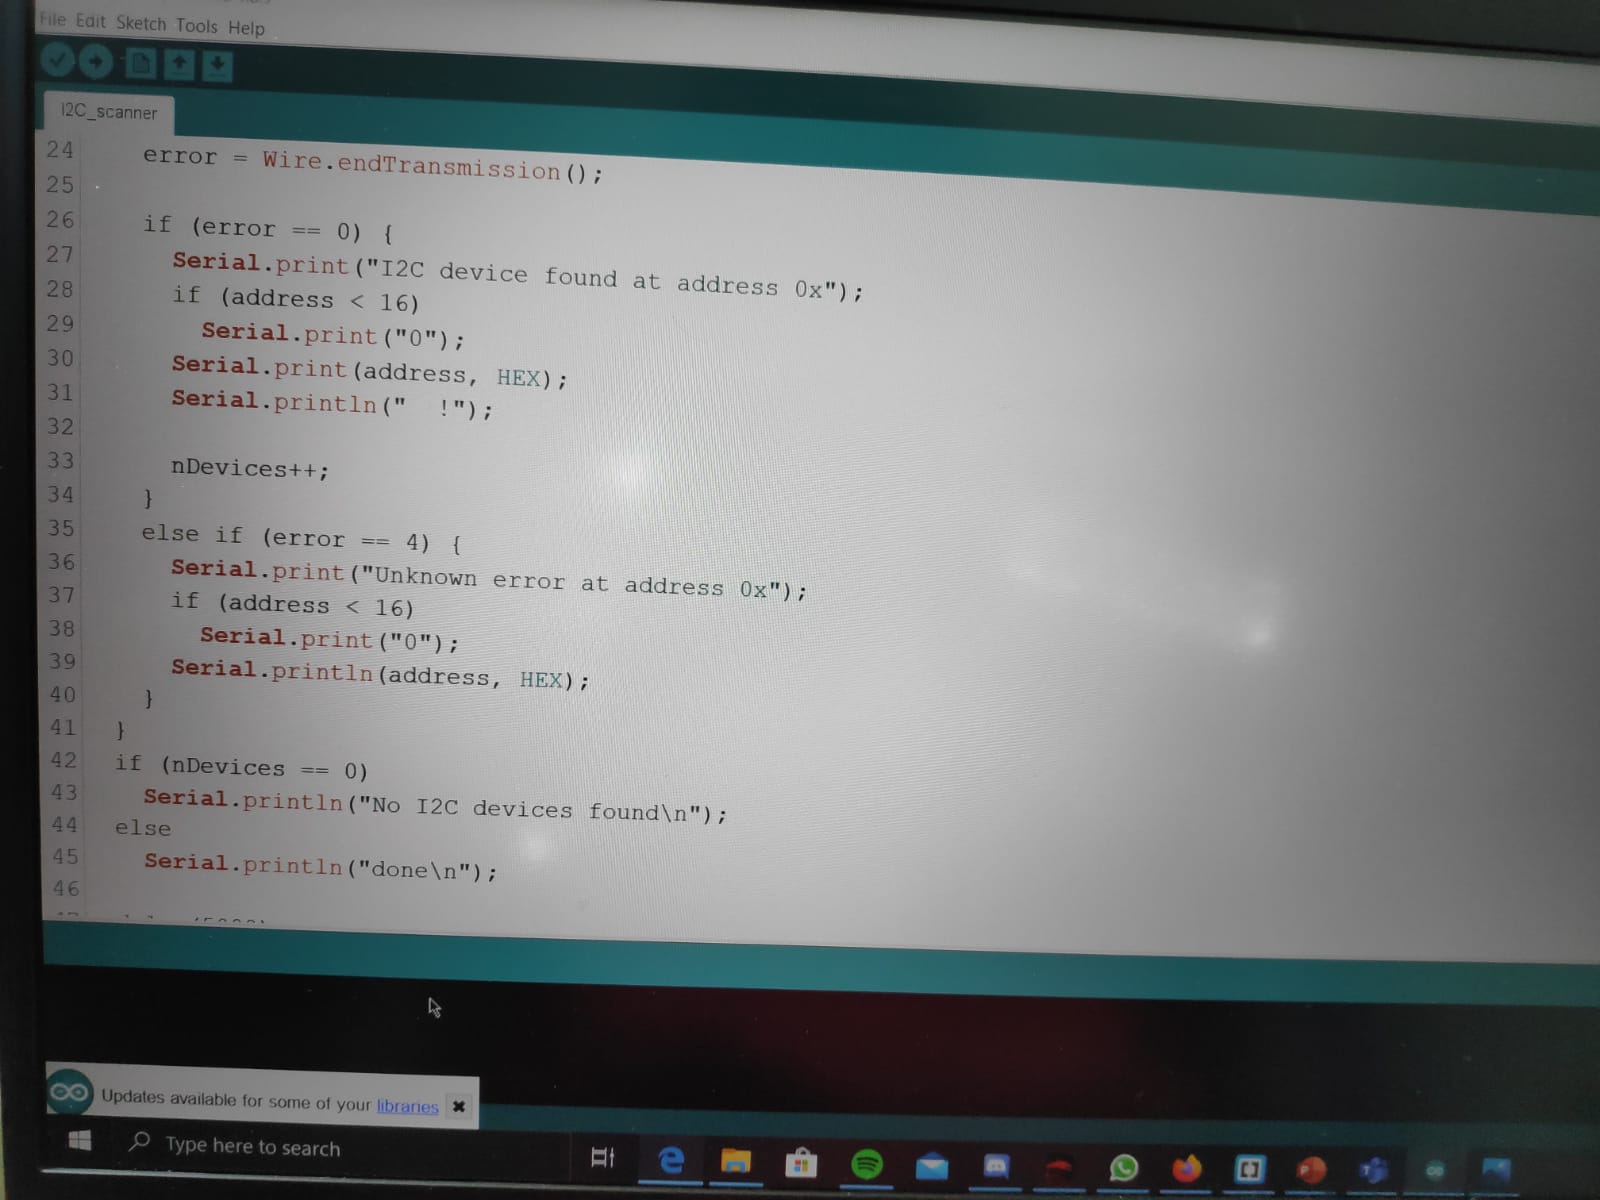 File Edit Sketch Tools Help
I2C_scanner
24 error = Wire.endTransmission();
25
26 if (error == 0) {
27 Serial.print("I2C device found at address 0x");
28 if (address < 16)
29 Serial.print("0");
30 Serial.print(address, HEX);
31 Serial.println("  !");
32
33 nDevices++;
34 }
35 else if (error == 4) {
36 Serial.print("Unknown error at address 0x");
37 if (address < 16)
38 Serial.print("0");
39 Serial.println(address, HEX);
40 }
41 }
42 if (nDevices == 0)
43 Serial.println("No I2C devices found\n");
44 else
45 Serial.println("done\n");
46
Updates available for some of your libraries
Type here to search